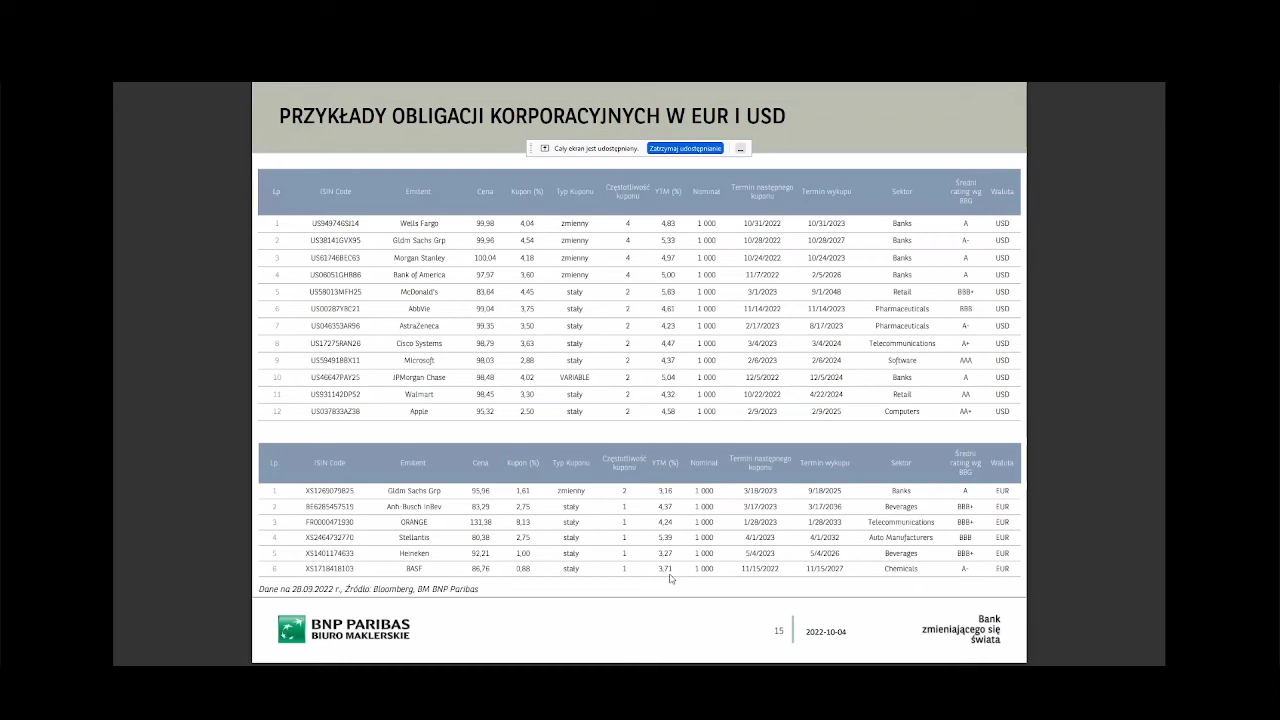 PRZYKŁADY OBLIGACJI KORPORACYJNYCH W EUR I USD
Cały ekran jest udostępniany. Zatrzymaj udostępnianie
Lp ISIN Code Emitent Cena Kupon (%) Typ Kuponu Częstotliwość kuponu YTM (%) Nominał Termin następnego kuponu Termin wykupu Sektor Średni rating wg BBG Waluta
1 US949746SJ14 Wells Fargo 99,98 4,04 zmienny 4 4,83 1 000 10/31/2022 10/31/2023 Banks A USD
2 US38141GVX95 Gldm Sachs Grp 99,96 4,54 zmienny 4 5,33 1 000 10/28/2022 10/28/2027 Banks A- USD
3 US61746BEC63 Morgan Stanley 100,04 4,18 zmienny 4 4,97 1 000 10/24/2022 10/24/2023 Banks A USD
4 US06051GHB86 Bank of America 97,97 3,60 zmienny 4 5,00 1 000 11/7/2022 2/5/2026 Banks A USD
5 US58013MFH25 McDonald's 83,64 4,45 stały 2 5,63 1 000 3/1/2023 9/1/2048 Retail BBB+ USD
6 US00287YBC21 AbbVie 99,04 3,75 stały 2 4,61 1 000 11/14/2022 11/14/2023 Pharmaceuticals BBB USD
7 US046353AR96 AstraZeneca 99,35 3,50 stały 2 4,23 1 000 2/17/2023 8/17/2023 Pharmaceuticals A- USD
8 US17275RAN26 Cisco Systems 98,79 3,63 stały 2 4,47 1 000 3/4/2023 3/4/2024 Telecommunications A+ USD
9 US594918BX11 Microsoft 98,03 2,88 stały 2 4,37 1 000 2/6/2023 2/6/2024 Software AAA USD
10 US46647PAY25 JPMorgan Chase 98,48 4,02 VARIABLE 2 5,04 1 000 12/5/2022 12/5/2024 Banks A USD
11 US931142DP52 Walmart 98,45 3,30 stały 2 4,32 1 000 10/22/2022 4/22/2024 Retail AA USD
12 US037833AZ38 Apple 95,32 2,50 stały 2 4,58 1 000 2/9/2023 2/9/2025 Computers AA+ USD
Lp. ISIN Code Emitent Cena Kupon (%) Typ Kuponu Częstotliwość kuponu YTM (%) Nominał Termin następnego kuponu Termin wykupu Sektor Średni rating wg BBG Waluta
1 XS1269079825 Gldm Sachs Grp 95,96 1,61 zmienny 2 3,16 1 000 3/18/2023 9/18/2025 Banks A EUR
2 BE6285457519 Anh-Busch InBev 83,29 2,75 stały 1 4,37 1 000 3/17/2023 3/17/2036 Beverages BBB+ EUR
3 FR0000471930 ORANGE 131,38 8,13 stały 1 4,24 1 000 1/28/2023 1/28/2033 Telecommunications BBB+ EUR
4 XS2464732770 Stellantis 80,38 2,75 stały 1 5,39 1 000 4/1/2023 4/1/2032 Auto Manufacturers BBB EUR
5 XS1401174633 Heineken 92,21 1,00 stały 1 3,27 1 000 5/4/2023 5/4/2026 Beverages BBB+ EUR
6 XS1718418103 BASF 86,76 0,88 stały 1 3,71 1 000 11/15/2022 11/15/2027 Chemicals A- EUR
Dane na 28.09.2022 r., Źródło: Bloomberg, BM BNP Paribas
BNP PARIBAS
BIURO MAKLERSKIE
15 2022-10-04
Bank
zmieniającego się
świata